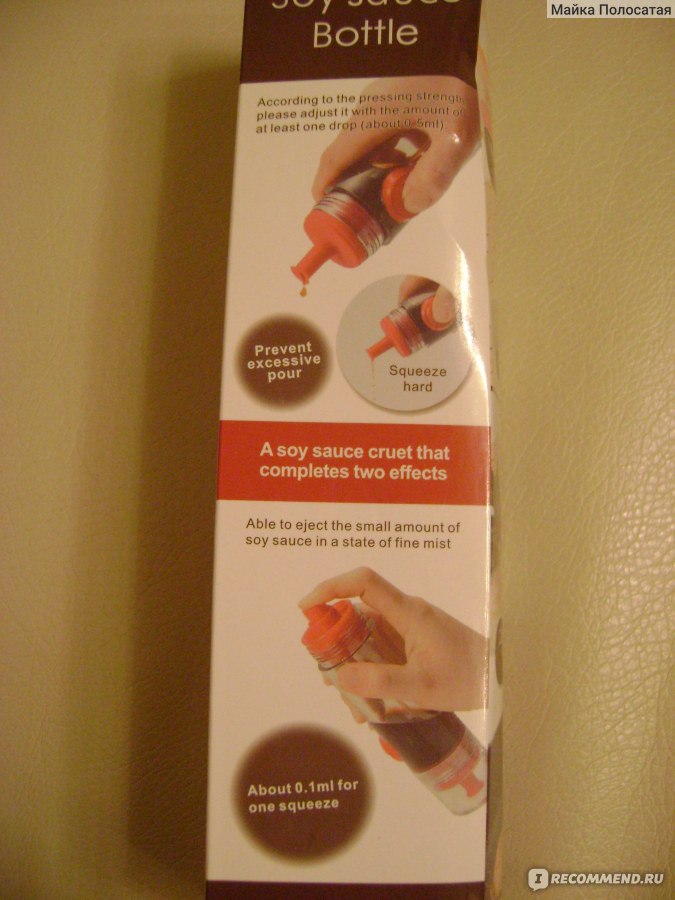 Майка Полосатая
Soy sauce
Bottle
According to the pressing strength
please adjust it with the amount of
at least one drop (about 0.5ml)
Prevent
excessive
pour
Squeeze
hard
A soy sauce cruet that
completes two effects
Able to eject the small amount of
soy sauce in a state of fine mist
About 0.1ml for
one squeeze
I RECOMMEND.RU